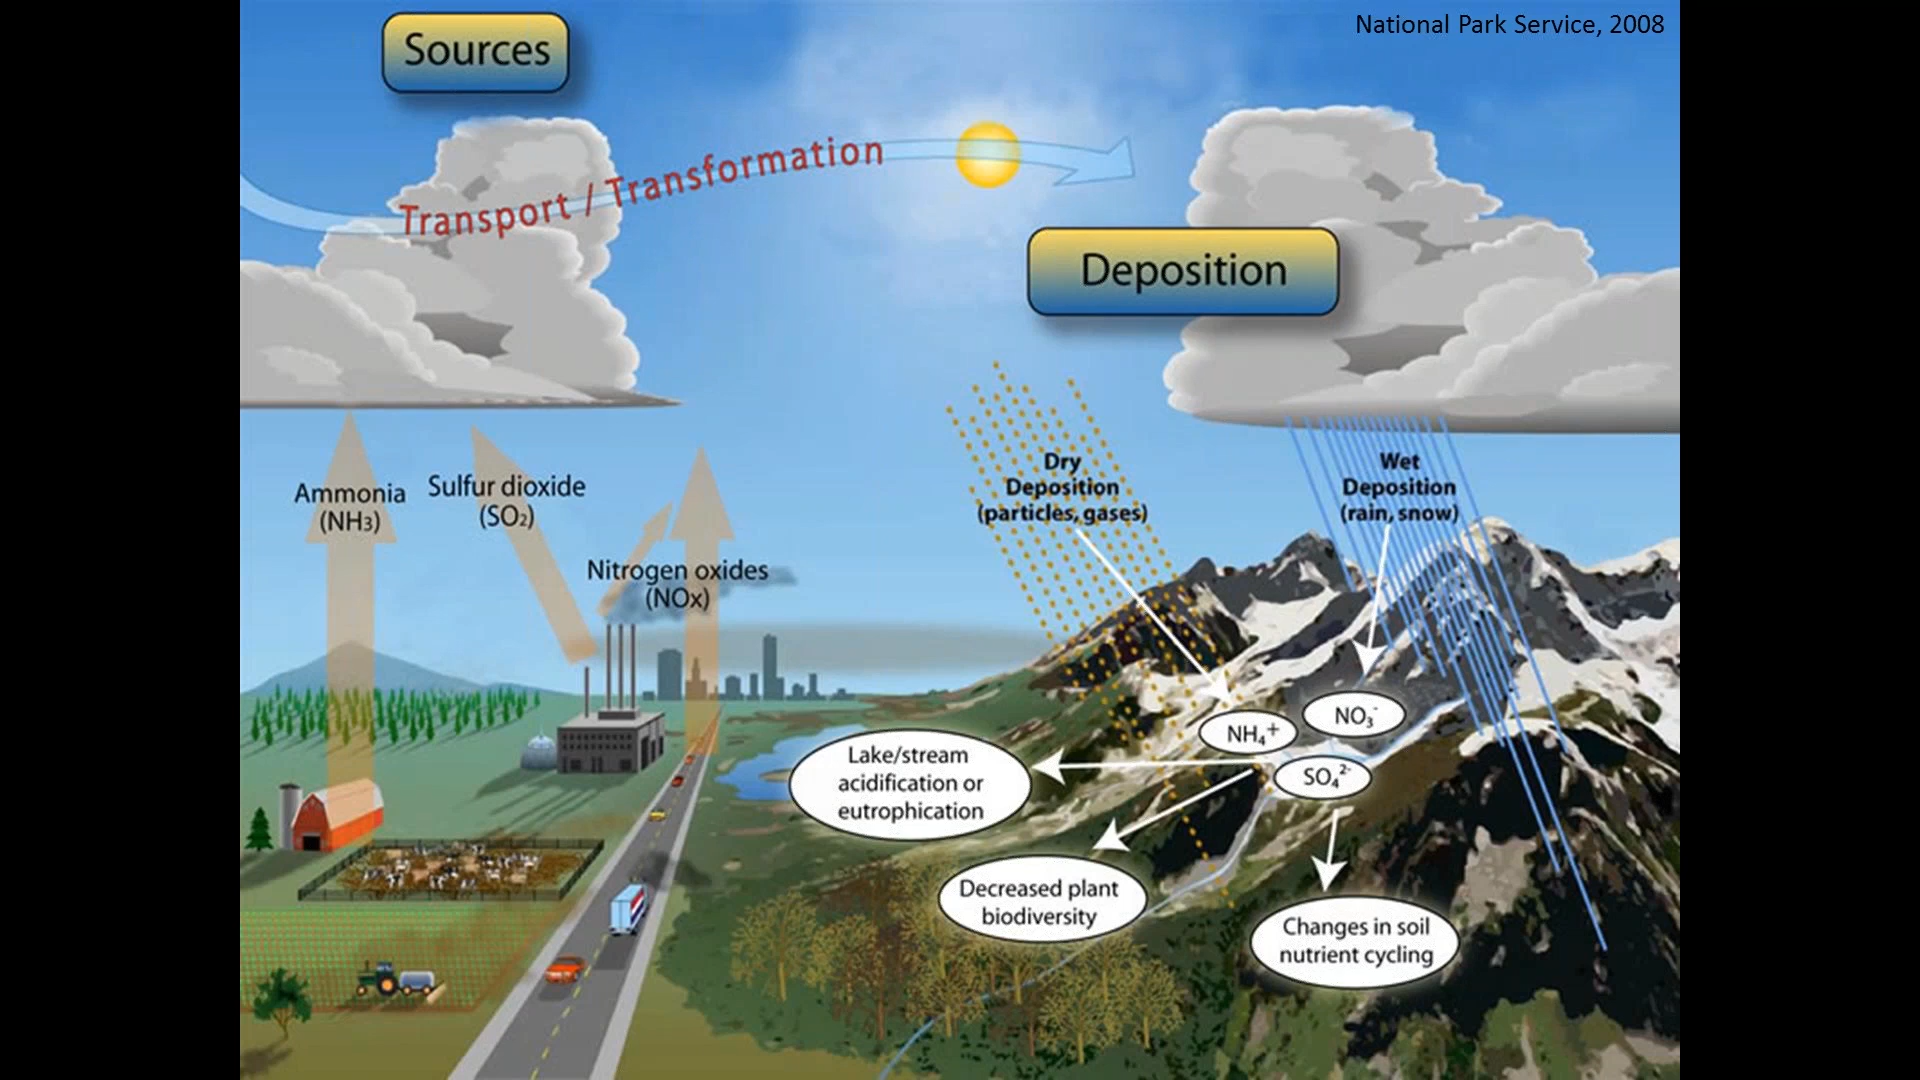 National Park Service, 2008
Sources
Transport / Transformation
Deposition
Ammonia
(NH₃)
Sulfur dioxide
(SO₂)
Nitrogen oxides
(NOx)
Dry
Deposition
(particles, gases)
Wet
Deposition
(rain, snow)
NH₄⁺
NO₃⁻
SO₄²⁻
Lake/stream
acidification or
eutrophication
Decreased plant
biodiversity
Changes in soil
nutrient cycling